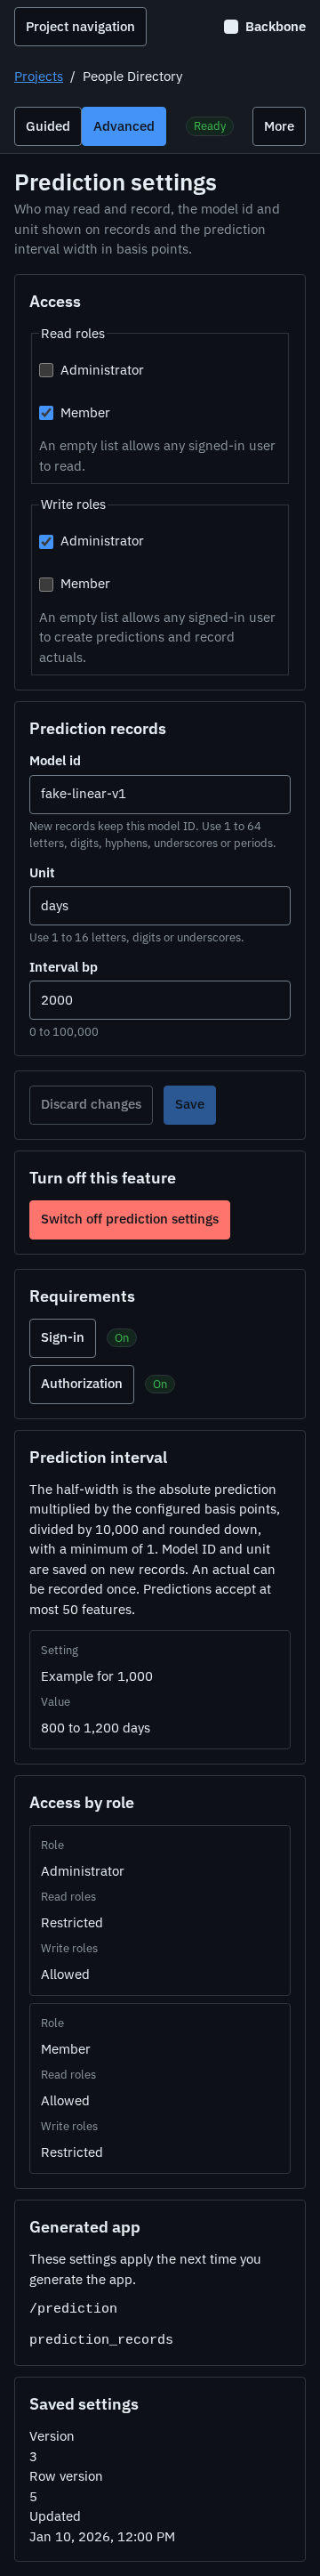 Project navigation
Backbone
Projects / People Directory
Guided
Advanced
Ready
More
Prediction settings
Who may read and record, the model id and
unit shown on records and the prediction
interval width in basis points.
Access
Read roles
Administrator
Member
An empty list allows any signed-in user
to read.
Write roles
Administrator
Member
An empty list allows any signed-in user
to create predictions and record
actuals.
Prediction records
Model id
fake-linear-v1
New records keep this model ID. Use 1 to 64
letters, digits, hyphens, underscores or periods.
Unit
days
Use 1 to 16 letters, digits or underscores.
Interval bp
2000
0 to 100,000
Discard changes
Save
Turn off this feature
Switch off prediction settings
Requirements
Sign-in
On
Authorization
On
Prediction interval
The half-width is the absolute prediction
multiplied by the configured basis points,
divided by 10,000 and rounded down,
with a minimum of 1. Model ID and unit
are saved on new records. An actual can
be recorded once. Predictions accept at
most 50 features.
Setting
Example for 1,000
Value
800 to 1,200 days
Access by role
Role
Administrator
Read roles
Restricted
Write roles
Allowed
Role
Member
Read roles
Allowed
Write roles
Restricted
Generated app
These settings apply the next time you
generate the app.
/prediction
prediction_records
Saved settings
Version
3
Row version
5
Updated
Jan 10, 2026, 12:00 PM